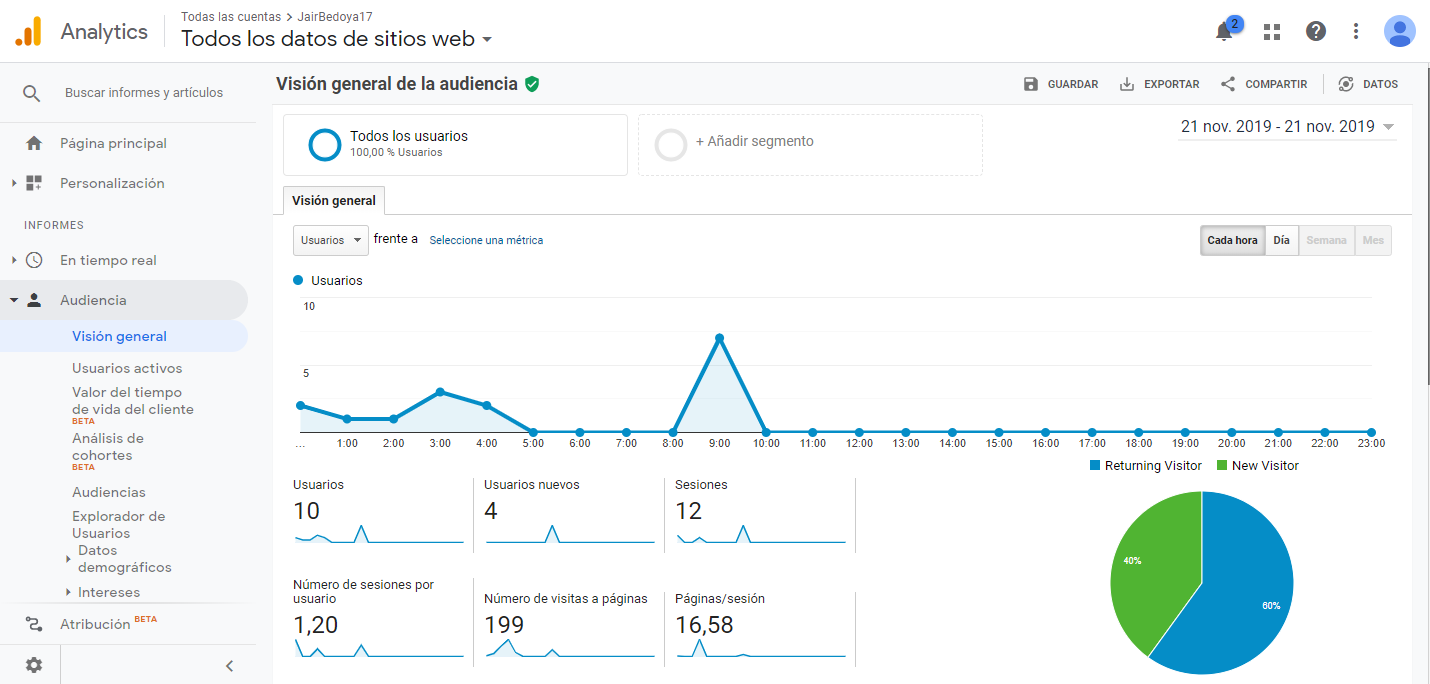 Analytics
Todas las cuentas > JairBedoya17
Todos los datos de sitios web
2
Buscar informes y artículos
Página principal
Personalización
INFORMES
En tiempo real
Audiencia
Visión general
Usuarios activos
Valor del tiempo
de vida del cliente
BETA
Análisis de
cohortes
BETA
Audiencias
Explorador de
Usuarios
Datos
demográficos
Intereses
Atribución BETA
Visión general de la audiencia
GUARDAR
EXPORTAR
COMPARTIR
DATOS
Todos los usuarios
100,00 % Usuarios
+ Añadir segmento
21 nov. 2019 - 21 nov. 2019
Visión general
Usuarios frente a Seleccione una métrica
Cada hora Día Semana Mes
Usuarios
10
5
... 1:00 2:00 3:00 4:00 5:00 6:00 7:00 8:00 9:00 10:00 11:00 12:00 13:00 14:00 15:00 16:00 17:00 18:00 19:00 20:00 21:00 22:00 23:00
Returning Visitor New Visitor
Usuarios
10
Usuarios nuevos
4
Sesiones
12
Número de sesiones por
usuario
1,20
Número de visitas a páginas
199
Páginas/sesión
16,58
40%
60%